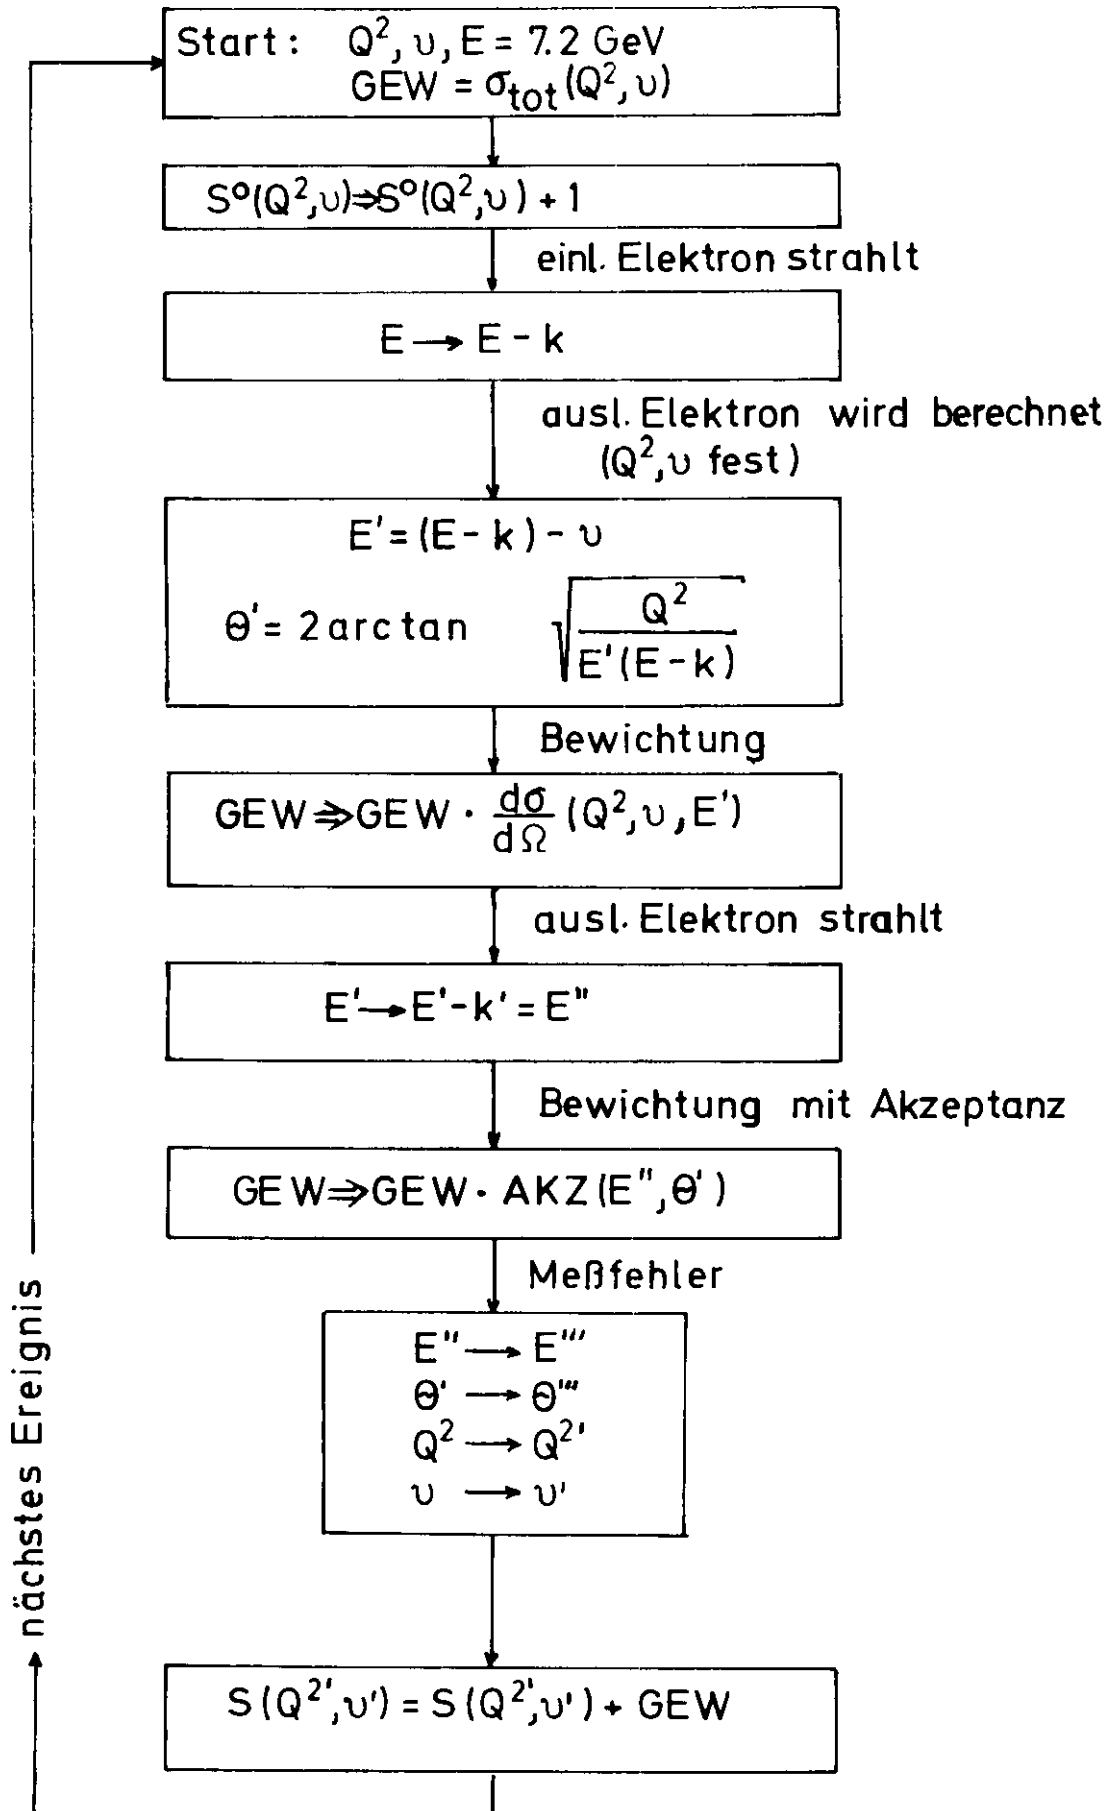 Start: Q², υ, E = 7.2 GeV
GEW = σ_tot(Q², υ)
S°(Q²,υ)⇒S°(Q²,υ) + 1
einl. Elektron strahlt
E → E - k
ausl. Elektron wird berechnet
(Q²,υ fest)
E' = (E - k) - υ
Θ' = 2 arc tan √(Q² / E'(E-k))
Bewichtung
GEW ⇒ GEW · dσ/dΩ (Q²,υ,E')
ausl. Elektron strahlt
E' → E'-k' = E"
Bewichtung mit Akzeptanz
GEW⇒GEW · AKZ(E",Θ')
Meßfehler
E" → E"'
Θ' → Θ"'
Q² → Q²'
υ → υ'
S(Q²',υ') = S(Q²',υ') + GEW
nächstes Ereignis